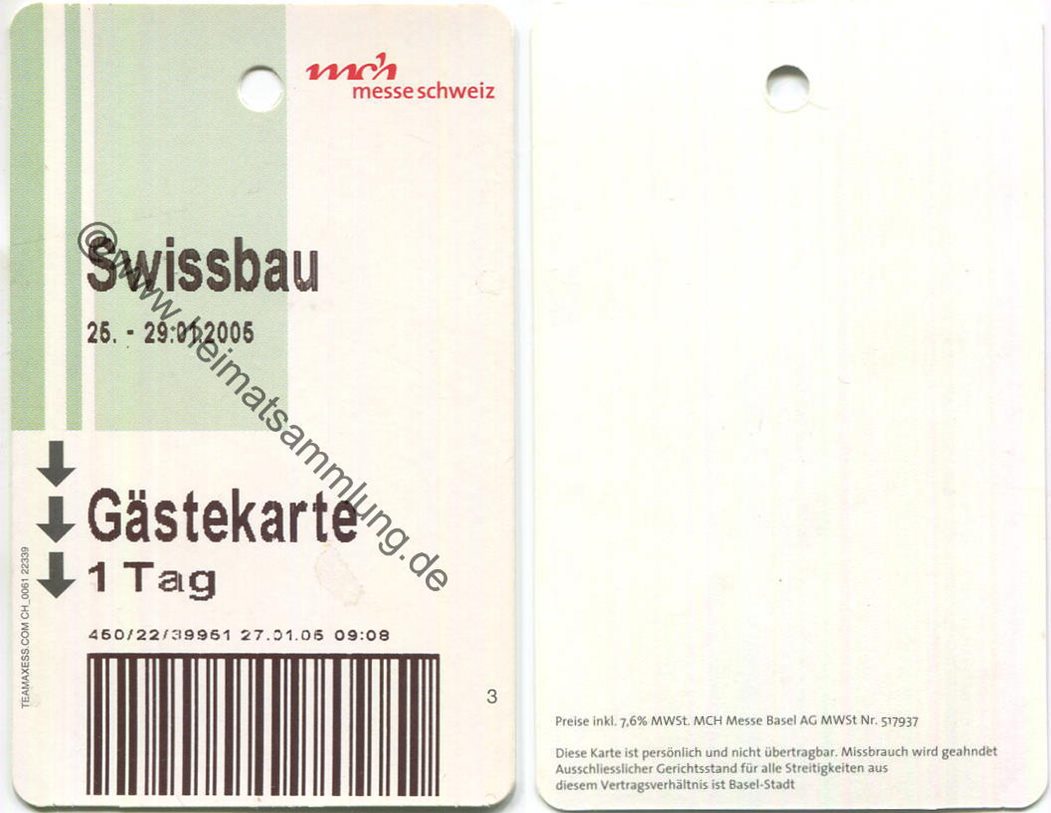 mch
messe schweiz
Swissbau
25. - 29.01.2005
Gästekarte
1 Tag
450/22/39951 27.01.05 09:08
3
TEAMAXESS.COM CH_0061 22339
© www.heimatsammlung.de
Preise inkl. 7,6% MWSt. MCH Messe Basel AG MWSt Nr. 517937
Diese Karte ist persönlich und nicht übertragbar. Missbrauch wird geahndet
Ausschliesslicher Gerichtsstand für alle Streitigkeiten aus
diesem Vertragsverhältnis ist Basel-Stadt